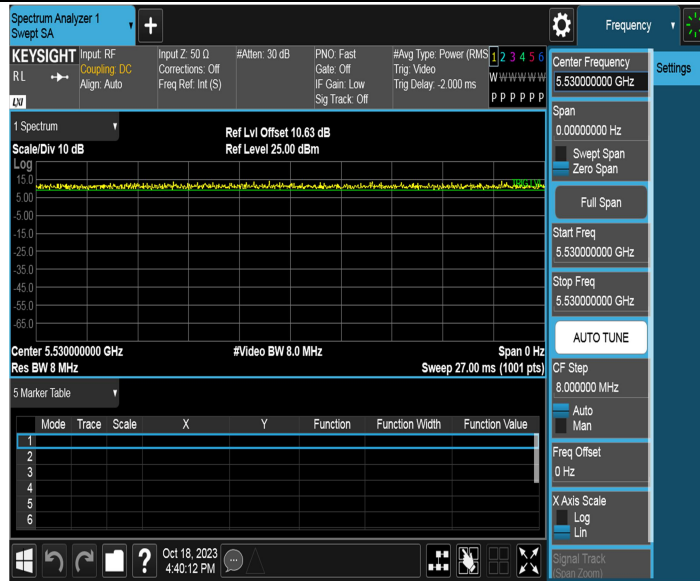 Spectrum Analyzer 1
Swept SA
+
Frequency
KEYSIGHT
RL
LXI
Input: RF
Coupling: DC
Align: Auto
Input Z: 50 Ω
Corrections: Off
Freq Ref: Int (S)
#Atten: 30 dB
PNO: Fast
Gate: Off
IF Gain: Low
Sig Track: Off
#Avg Type: Power (RMS
Trig: Video
Trig Delay: -2.000 ms
1 2 3 4 5 6
W W W W W W
P P P P P P
1 Spectrum
Scale/Div 10 dB
Ref Lvl Offset 10.63 dB
Ref Level 25.00 dBm
Log
15.0
5.00
-5.00
-15.0
-25.0
-35.0
-45.0
-55.0
-65.0
TRIG LVL
Center 5.530000000 GHz
#Video BW 8.0 MHz
Span 0 Hz
Res BW 8 MHz
Sweep 27.00 ms (1001 pts)
5 Marker Table
Mode Trace Scale X Y Function Function Width Function Value
1
2
3
4
5
6
?
Oct 18, 2023
4:40:12 PM
Center Frequency
5.530000000 GHz
Span
0.00000000 Hz
Swept Span
Zero Span
Full Span
Start Freq
5.530000000 GHz
Stop Freq
5.530000000 GHz
AUTO TUNE
CF Step
8.000000 MHz
Auto
Man
Freq Offset
0 Hz
X Axis Scale
Log
Lin
Signal Track
(Span Zoom)
Settings